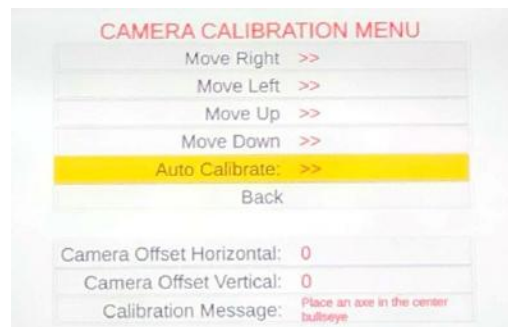 CAMERA CALIBRATION MENU
Move Right >>
Move Left >>
Move Up >>
Move Down >>
Auto Calibrate: >>
Back
Camera Offset Horizontal: 0
Camera Offset Vertical: 0
Calibration Message: Place an axe in the center
bullseye